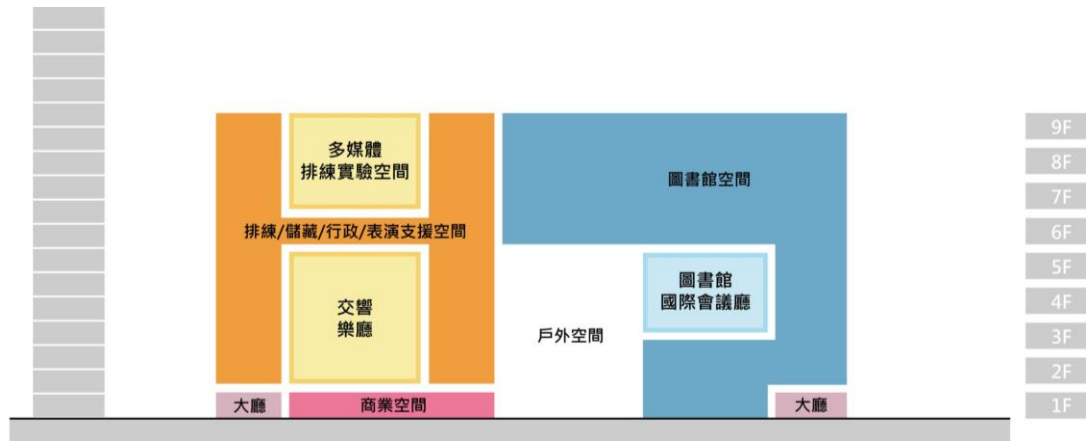 多媒體
排練實驗空間
圖書館空間
排練/儲藏/行政/表演支援空間
圖書館
國際會議廳
交響
樂廳
戶外空間
大廳
商業空間
大廳
9F
8F
7F
6F
5F
4F
3F
2F
1F